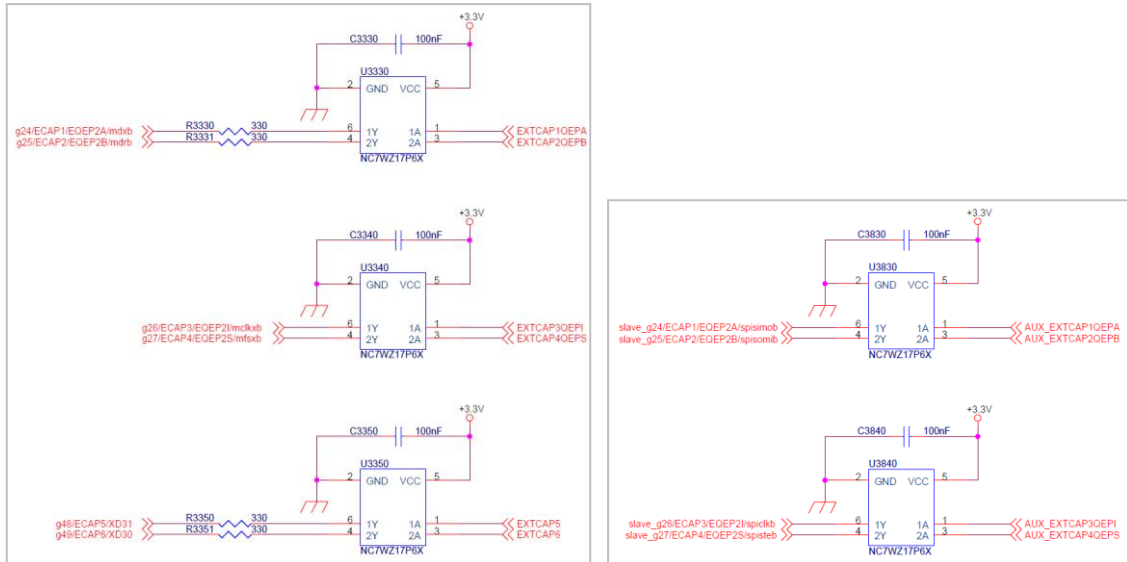 +3.3V
C3330 100nF
U3330
2 GND VCC 5
g24/ECAP1/EQEP2A/mdxb R3330 330 6 1Y 1A 1 EXTCAP1QEPA
g25/ECAP2/EQEP2B/mdrb R3331 330 4 2Y 2A 3 EXTCAP2QEPB
NC7WZ17P6X
+3.3V
C3340 100nF
U3340
2 GND VCC 5
g26/ECAP3/EQEP2I/mclkxb 6 1Y 1A 1 EXTCAP3QEPI
g27/ECAP4/EQEP2S/mfsxb 4 2Y 2A 3 EXTCAP4QEPS
NC7WZ17P6X
+3.3V
C3350 100nF
U3350
2 GND VCC 5
g48/ECAP5/XD31 R3350 330 6 1Y 1A 1 EXTCAP5
g49/ECAP6/XD30 R3351 330 4 2Y 2A 3 EXTCAP6
NC7WZ17P6X
+3.3V
C3830 100nF
U3830
2 GND VCC 5
slave_g24/ECAP1/EQEP2A/spisimob 6 1Y 1A 1 AUX_EXTCAP1QEPA
slave_g25/ECAP2/EQEP2B/spisomib 4 2Y 2A 3 AUX_EXTCAP2QEPB
NC7WZ17P6X
+3.3V
C3840 100nF
U3840
2 GND VCC 5
slave_g26/ECAP3/EQEP2I/spiclkb 6 1Y 1A 1 AUX_EXTCAP3QEPI
slave_g27/ECAP4/EQEP2S/spisteb 4 2Y 2A 3 AUX_EXTCAP4QEPS
NC7WZ17P6X